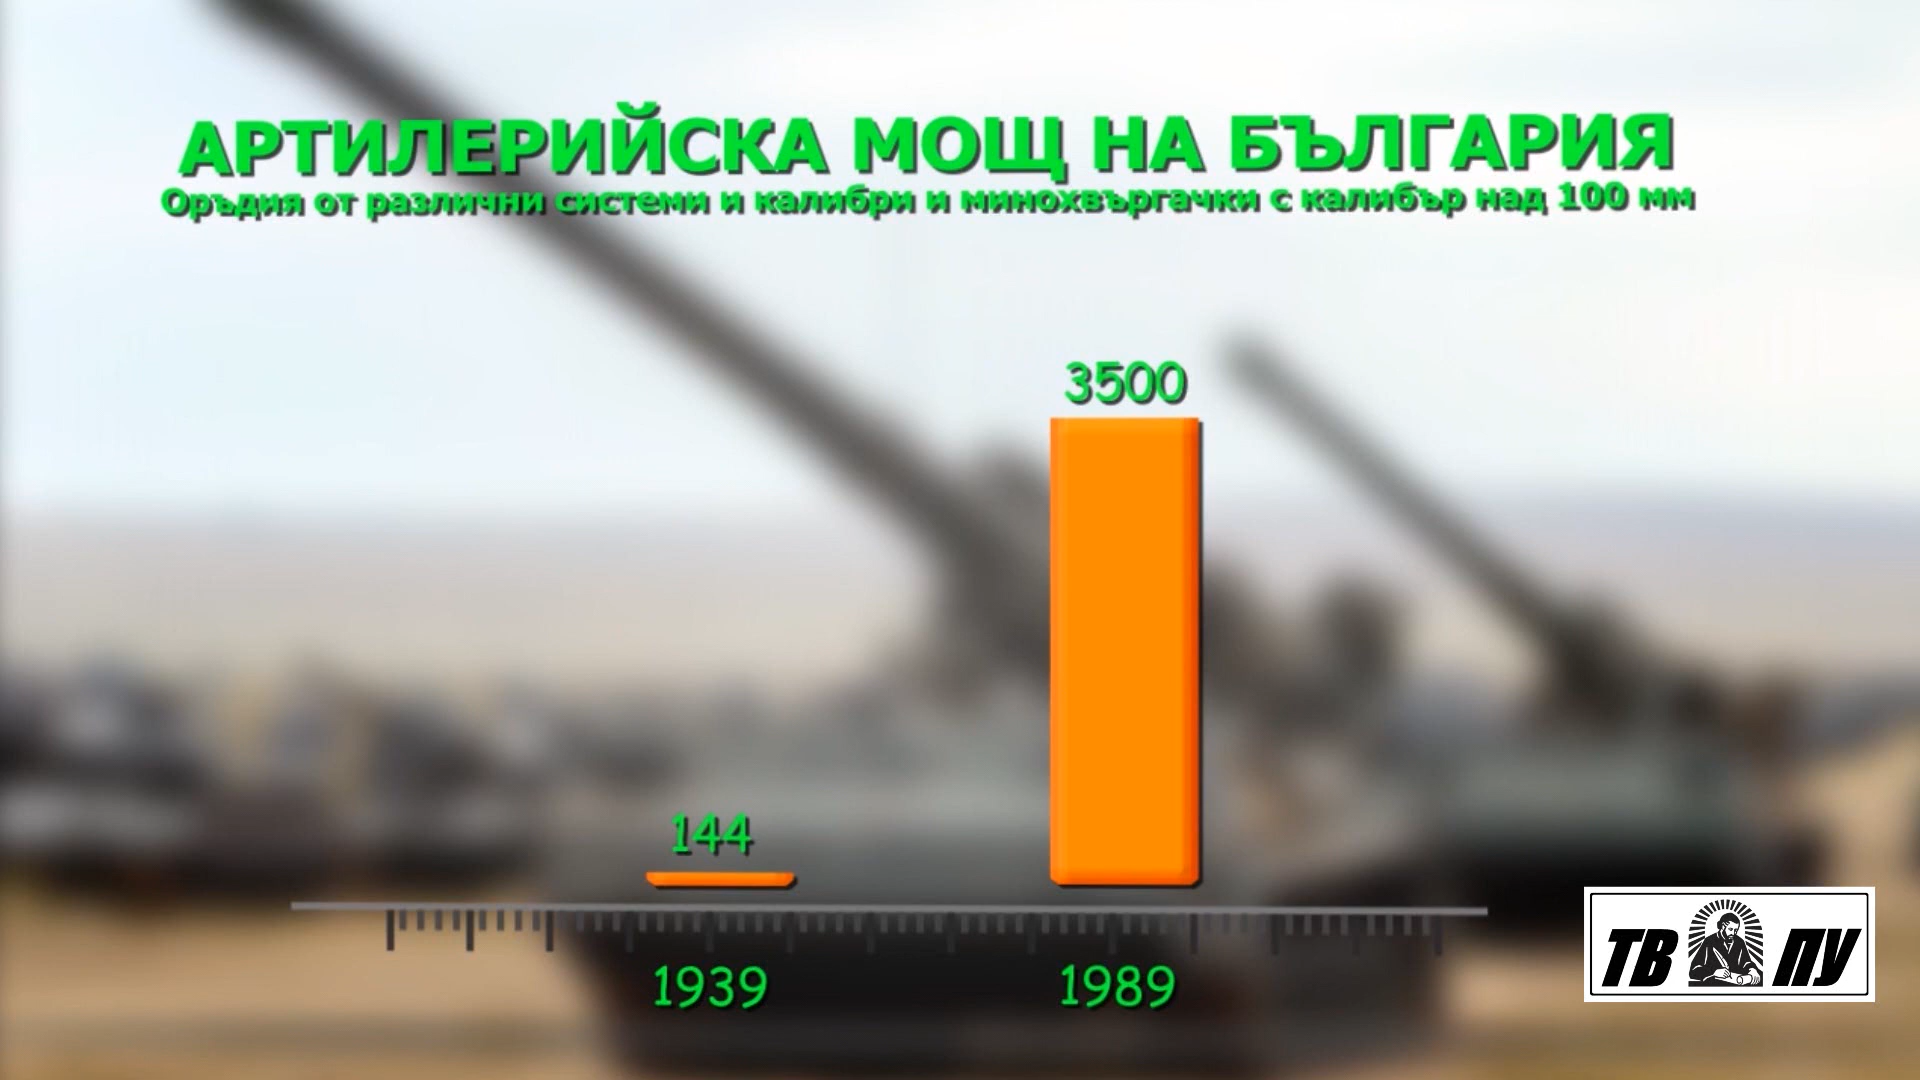 АРТИЛЕРИЙСКА МОЩ НА БЪЛГАРИЯ
Оръдия от различни системи и калибри и минохвъргачки с калибър над 100 мм
3500
144
1939 1989
ТВ ПУ